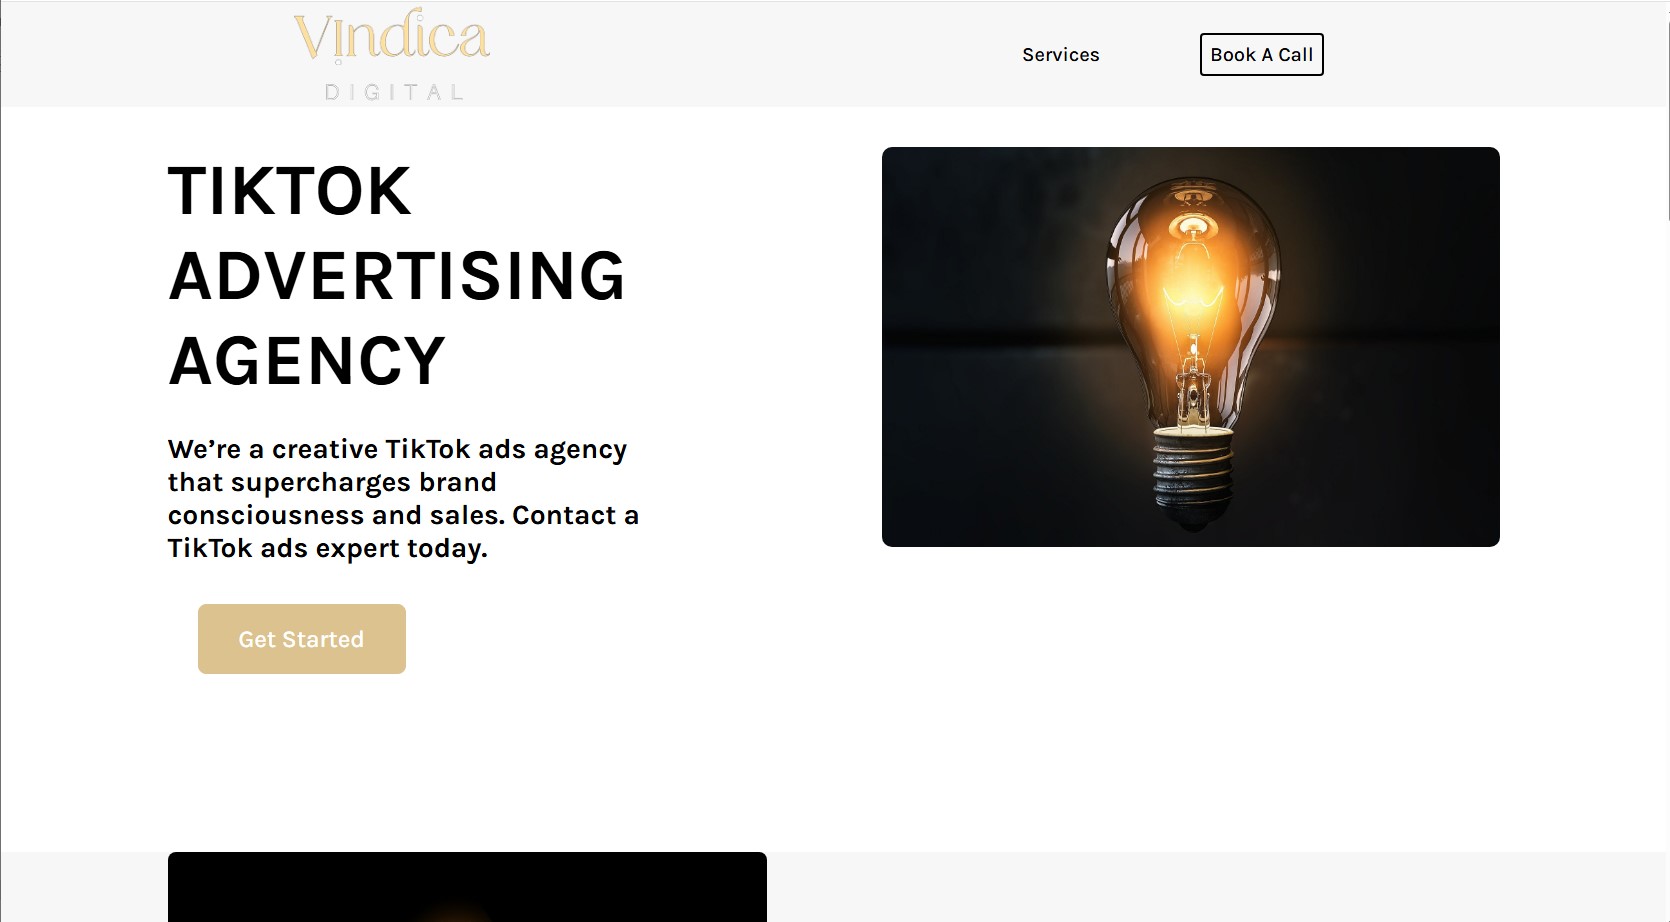 Vindica
DIGITAL
Services
Book A Call
TIKTOK
ADVERTISING
AGENCY
We’re a creative TikTok ads agency
that supercharges brand
consciousness and sales. Contact a
TikTok ads expert today.
Get Started